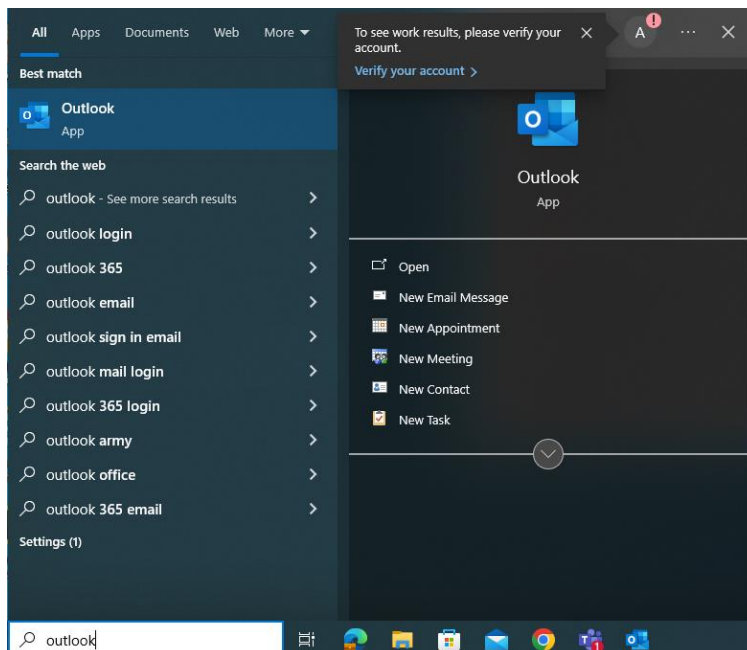 All Apps Documents Web More
To see work results, please verify your account.
Verify your account >
A
Best match
Outlook
App
Search the web
outlook - See more search results
outlook login
outlook 365
outlook email
outlook sign in email
outlook mail login
outlook 365 login
outlook army
outlook office
outlook 365 email
Settings (1)
Outlook
App
Open
New Email Message
New Appointment
New Meeting
New Contact
New Task
outlook